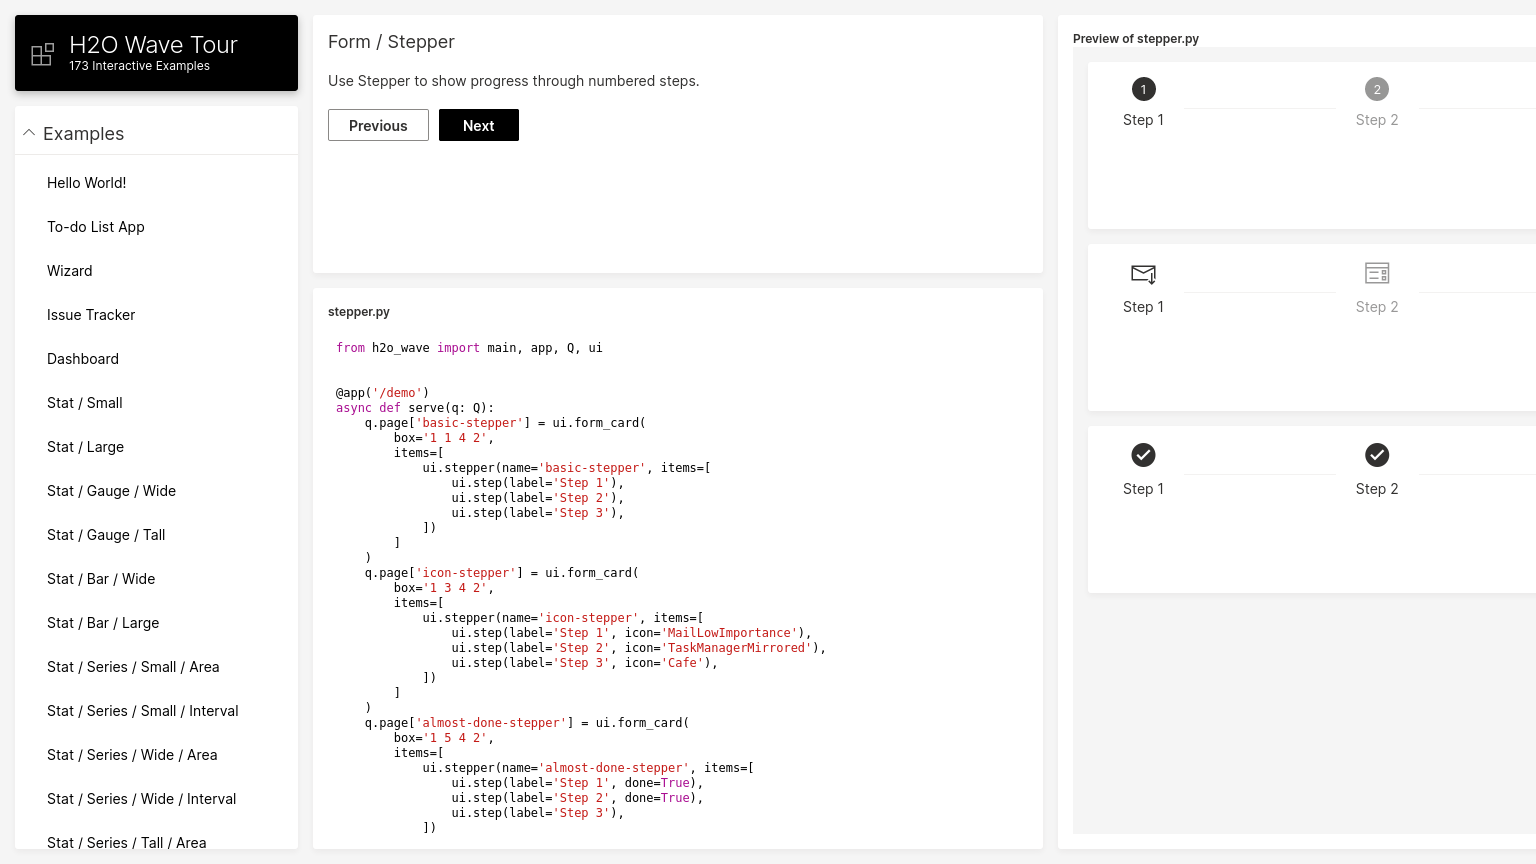 H2O Wave Tour
173 Interactive Examples
Examples
Hello World!
To-do List App
Wizard
Issue Tracker
Dashboard
Stat / Small
Stat / Large
Stat / Gauge / Wide
Stat / Gauge / Tall
Stat / Bar / Wide
Stat / Bar / Large
Stat / Series / Small / Area
Stat / Series / Small / Interval
Stat / Series / Wide / Area
Stat / Series / Wide / Interval
Stat / Series / Tall / Area
Form / Stepper
Use Stepper to show progress through numbered steps.
Previous Next
stepper.py
from h2o_wave import main, app, Q, ui
@app('/demo')
async def serve(q: Q):
    q.page['basic-stepper'] = ui.form_card(
        box='1 1 4 2',
        items=[
            ui.stepper(name='basic-stepper', items=[
                ui.step(label='Step 1'),
                ui.step(label='Step 2'),
                ui.step(label='Step 3'),
            ])
        ]
    )
    q.page['icon-stepper'] = ui.form_card(
        box='1 3 4 2',
        items=[
            ui.stepper(name='icon-stepper', items=[
                ui.step(label='Step 1', icon='MailLowImportance'),
                ui.step(label='Step 2', icon='TaskManagerMirrored'),
                ui.step(label='Step 3', icon='Cafe'),
            ])
        ]
    )
    q.page['almost-done-stepper'] = ui.form_card(
        box='1 5 4 2',
        items=[
            ui.stepper(name='almost-done-stepper', items=[
                ui.step(label='Step 1', done=True),
                ui.step(label='Step 2', done=True),
                ui.step(label='Step 3'),
            ])
Preview of stepper.py
1 2
Step 1 Step 2
Step 1 Step 2
Step 1 Step 2